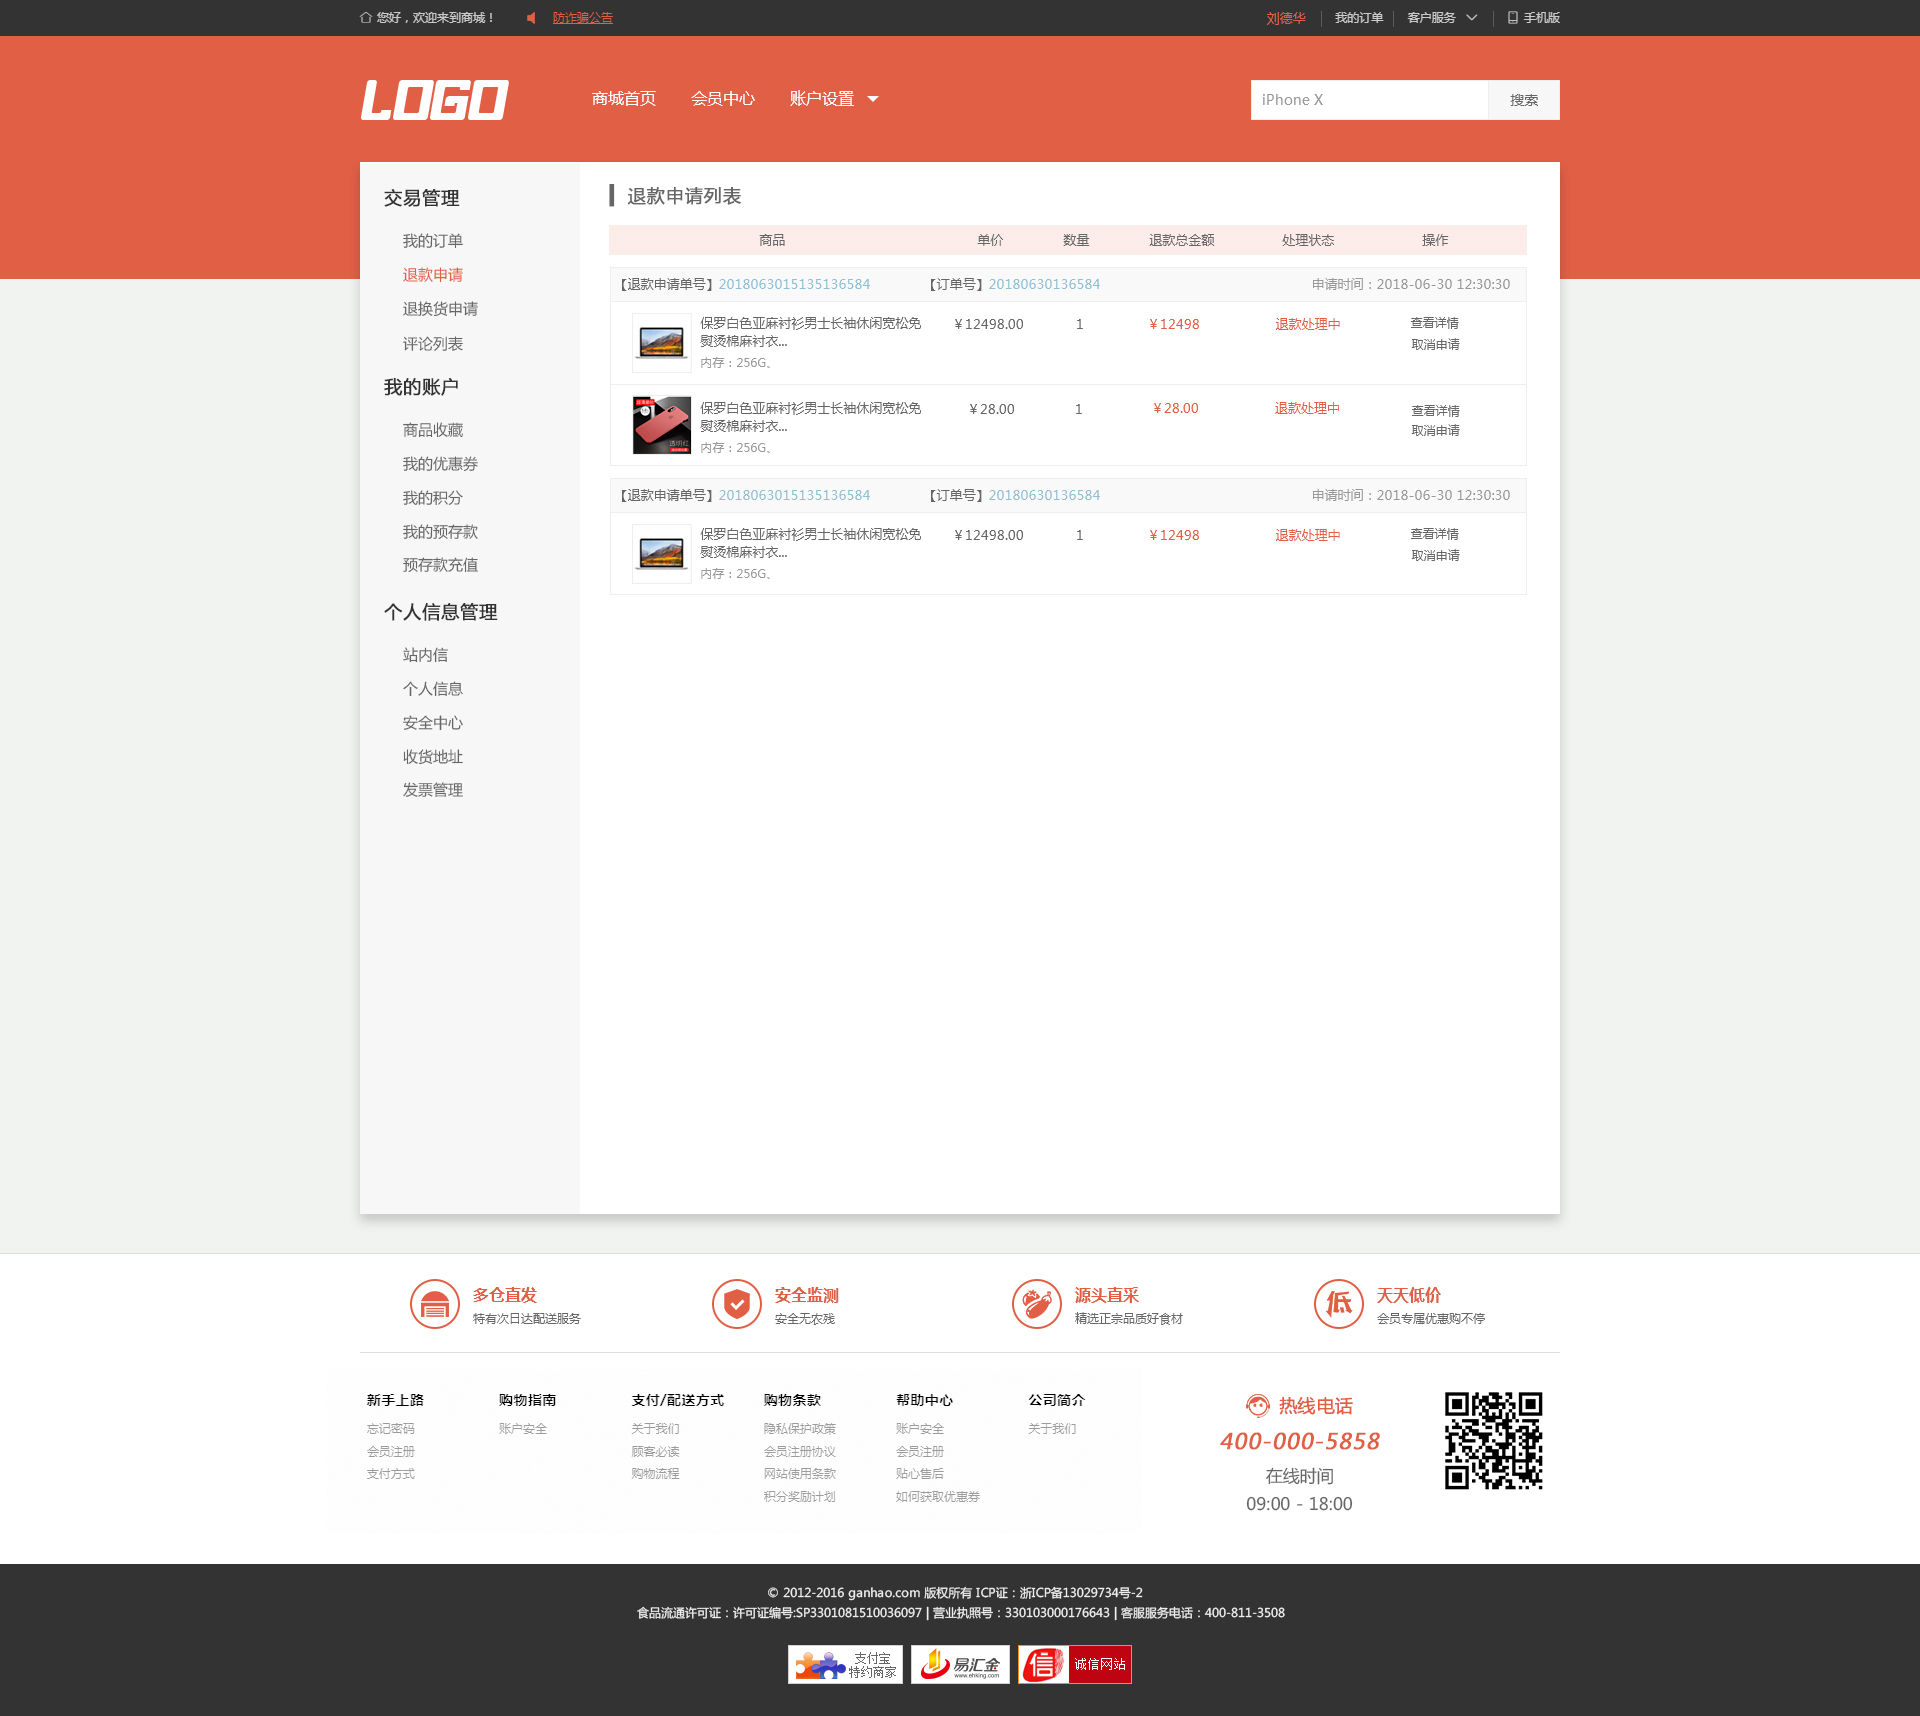 您好，欢迎来到商城！ 防诈骗公告 刘德华 我的订单 客户服务 手机版
LOGO 商城首页 会员中心 账户设置 iPhone X 搜索
交易管理
我的订单
退款申请
退换货申请
评论列表
我的账户
商品收藏
我的优惠券
我的积分
我的预存款
预存款充值
个人信息管理
站内信
个人信息
安全中心
收货地址
发票管理
退款申请列表
商品 单价 数量 退款总金额 处理状态 操作
【退款申请单号】2018063015135136584 【订单号】20180630136584 申请时间：2018-06-30 12:30:30
保罗白色亚麻衬衫男士长袖休闲宽松免 ￥12498.00 1 ￥12498 退款处理中 查看详情
熨烫棉麻衬衣... 取消申请
内存：256G、
保罗白色亚麻衬衫男士长袖休闲宽松免 ￥28.00 1 ￥28.00 退款处理中 查看详情
熨烫棉麻衬衣... 取消申请
内存：256G、
透明红
【退款申请单号】2018063015135136584 【订单号】20180630136584 申请时间：2018-06-30 12:30:30
保罗白色亚麻衬衫男士长袖休闲宽松免 ￥12498.00 1 ￥12498 退款处理中 查看详情
熨烫棉麻衬衣... 取消申请
内存：256G、
多仓直发 安全监测 源头直采 低 天天低价
特有次日达配送服务 安全无农残 精选正宗品质好食材 会员专属优惠购不停
新手上路
忘记密码
会员注册
支付方式
购物指南
账户安全
支付/配送方式
关于我们
顾客必读
购物流程
购物条款
隐私保护政策
会员注册协议
网站使用条款
积分奖励计划
帮助中心
账户安全
会员注册
贴心售后
如何获取优惠券
公司简介
关于我们
热线电话
400-000-5858
在线时间
09:00 - 18:00
© 2012-2016 ganhao.com 版权所有 ICP证：浙ICP备13029734号-2
食品流通许可证：许可证编号:SP3301081510036097 | 营业执照号：330103000176643 | 客服服务电话：400-811-3508
支付宝
特约商家
易汇金
www.ehking.com
信 诚信网站